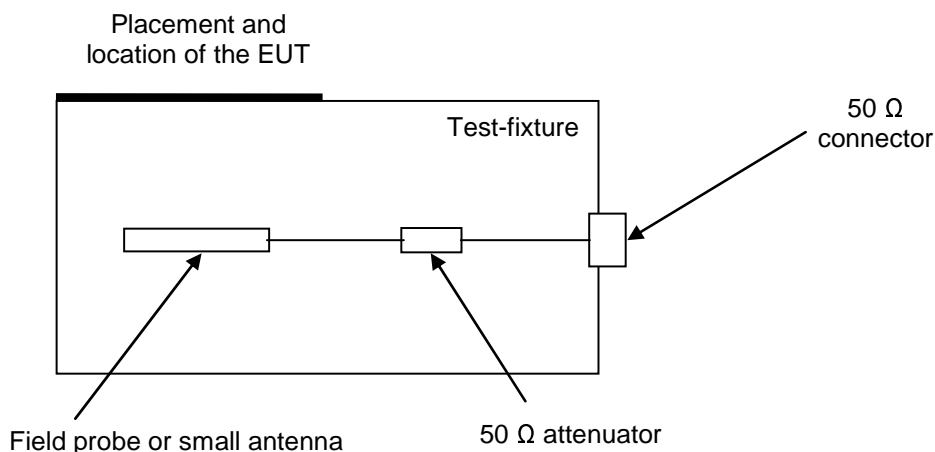 Placement and
location of the EUT
Test-fixture
50 Ω
connector
Field probe or small antenna
50 Ω attenuator